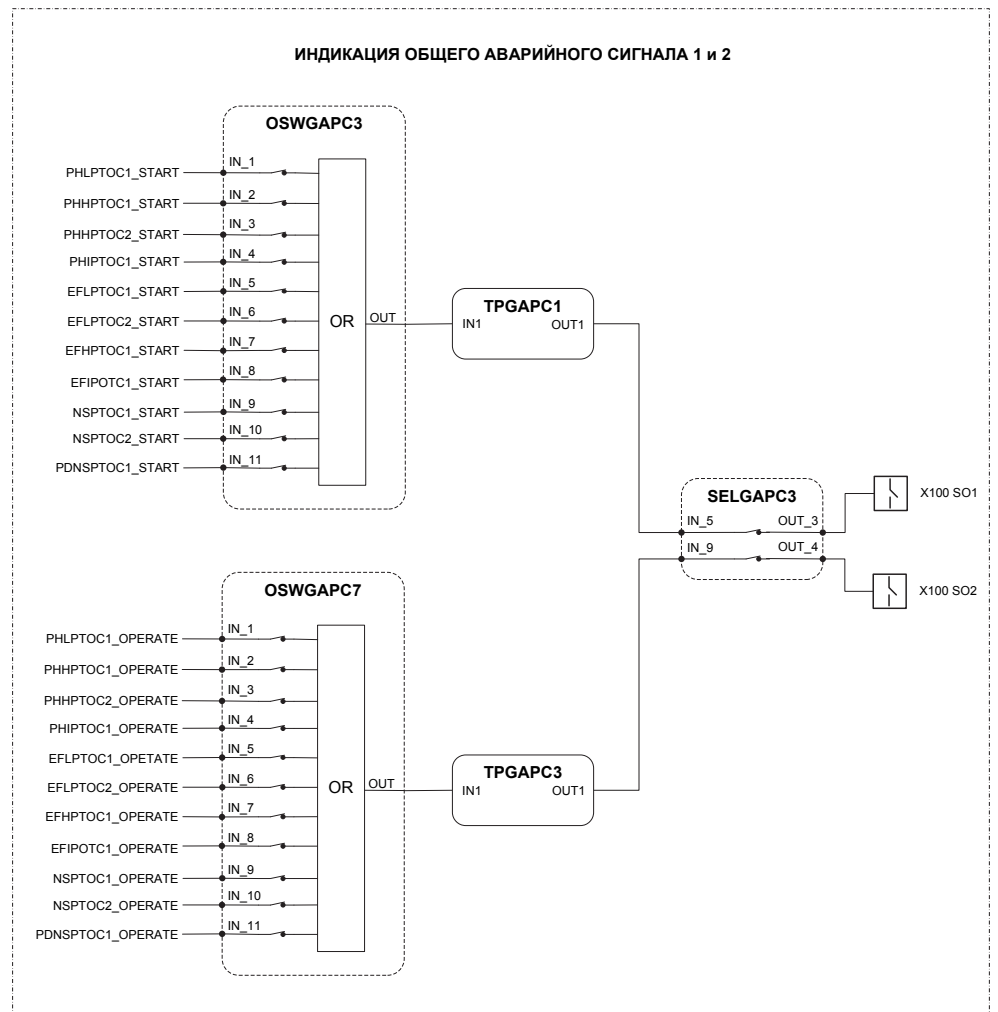 ИНДИКАЦИЯ ОБЩЕГО АВАРИЙНОГО СИГНАЛА 1 и 2
OSWGAPC3
PHLPTOC1_START IN_1
PHHPTOC1_START IN_2
PHHPTOC2_START IN_3
PHIPTOC1_START IN_4
EFLPTOC1_START IN_5
EFLPTOC2_START IN_6
EFHPTOC1_START IN_7
EFIPOTC1_START IN_8
NSPTOC1_START IN_9
NSPTOC2_START IN_10
PDNSPTOC1_START IN_11
OR OUT
TPGAPC1
IN1 OUT1
SELGAPC3
IN_5 OUT_3
IN_9 OUT_4
X100 SO1
X100 SO2
OSWGAPC7
PHLPTOC1_OPERATE IN_1
PHHPTOC1_OPERATE IN_2
PHHPTOC2_OPERATE IN_3
PHIPTOC1_OPERATE IN_4
EFLPTOC1_OPETATE IN_5
EFLPTOC2_OPERATE IN_6
EFHPTOC1_OPERATE IN_7
EFIPOTC1_OPERATE IN_8
NSPTOC1_OPERATE IN_9
NSPTOC2_OPERATE IN_10
PDNSPTOC1_OPERATE IN_11
OR OUT
TPGAPC3
IN1 OUT1